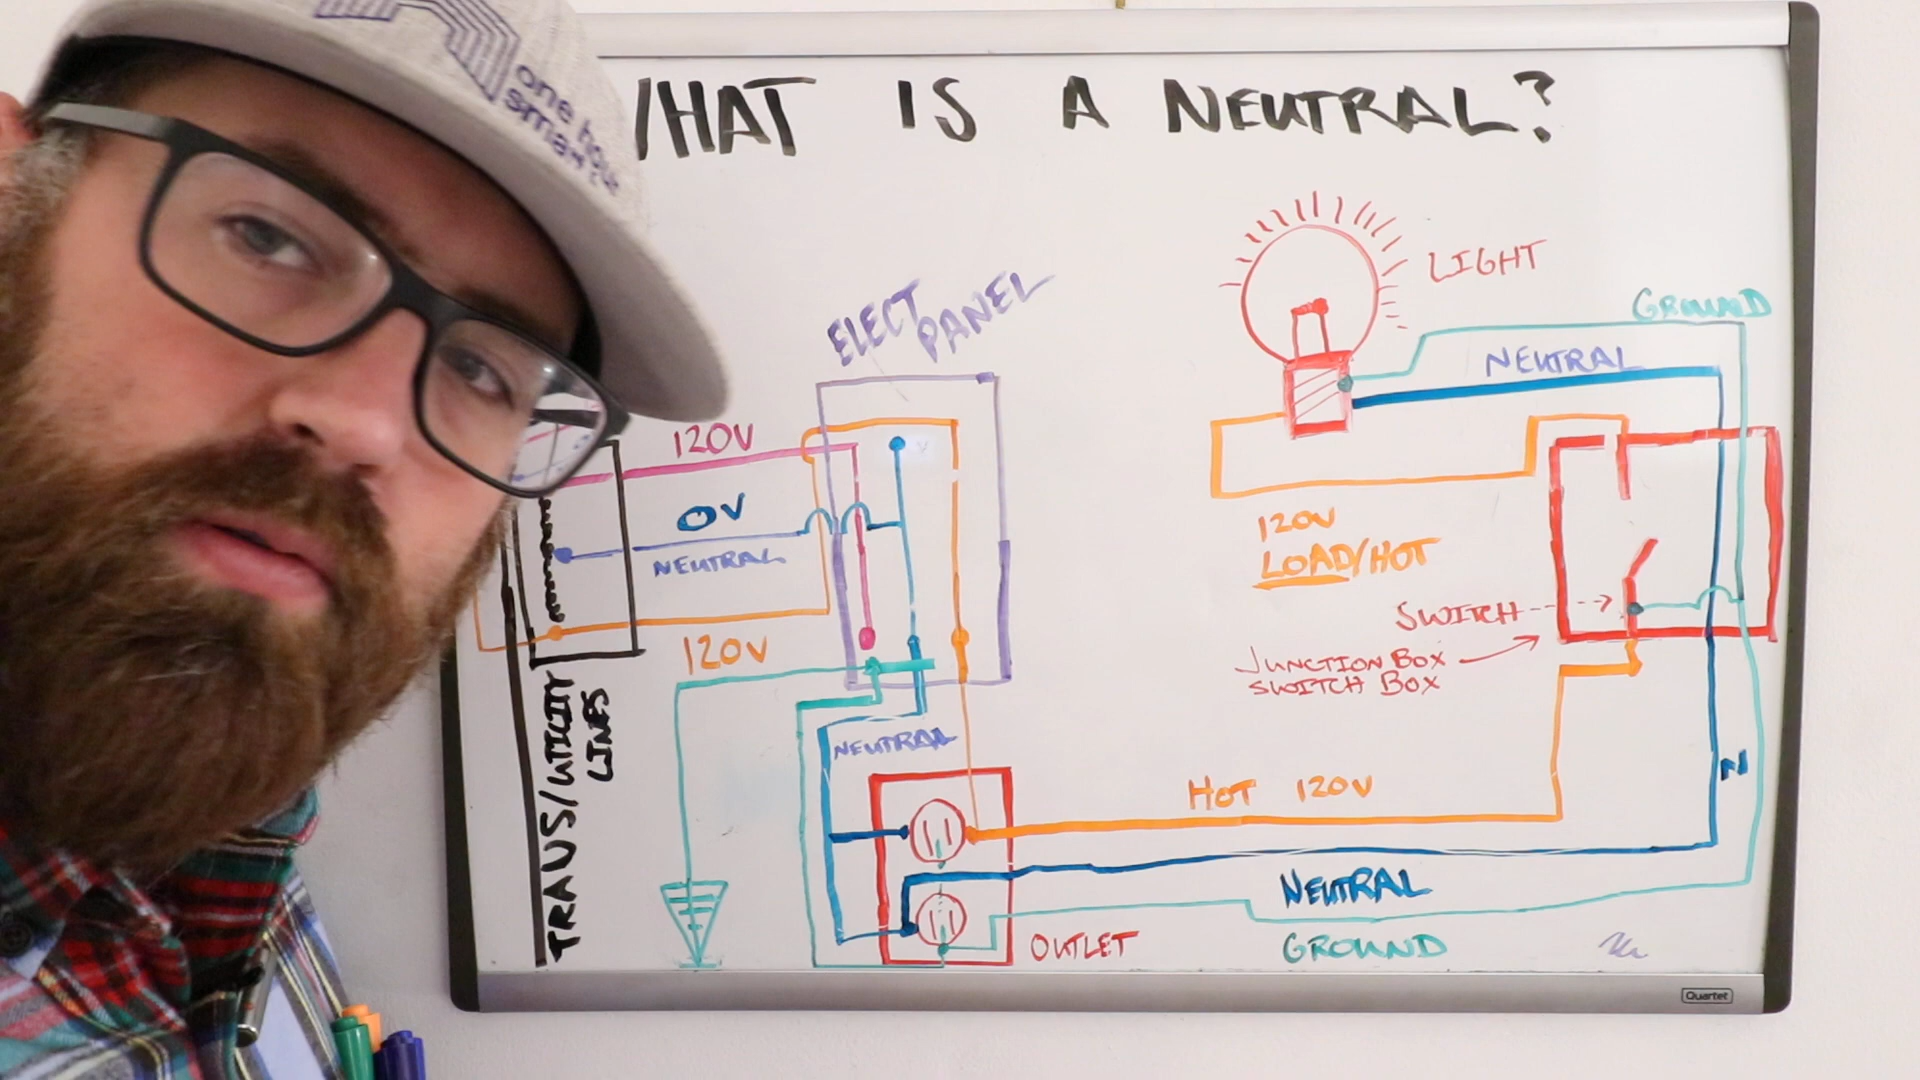 WHAT IS A NEUTRAL?
one hour
smart
LIGHT
GROUND
NEUTRAL
ELECT
PANEL
120V
0V
NEUTRAL
120V
120V
LOAD/HOT
SWITCH
JUNCTION BOX
SWITCH BOX
TRANS/UTILITY
LINES
NEUTRAL
HOT 120V
N
NEUTRAL
OUTLET
GROUND
Quartet